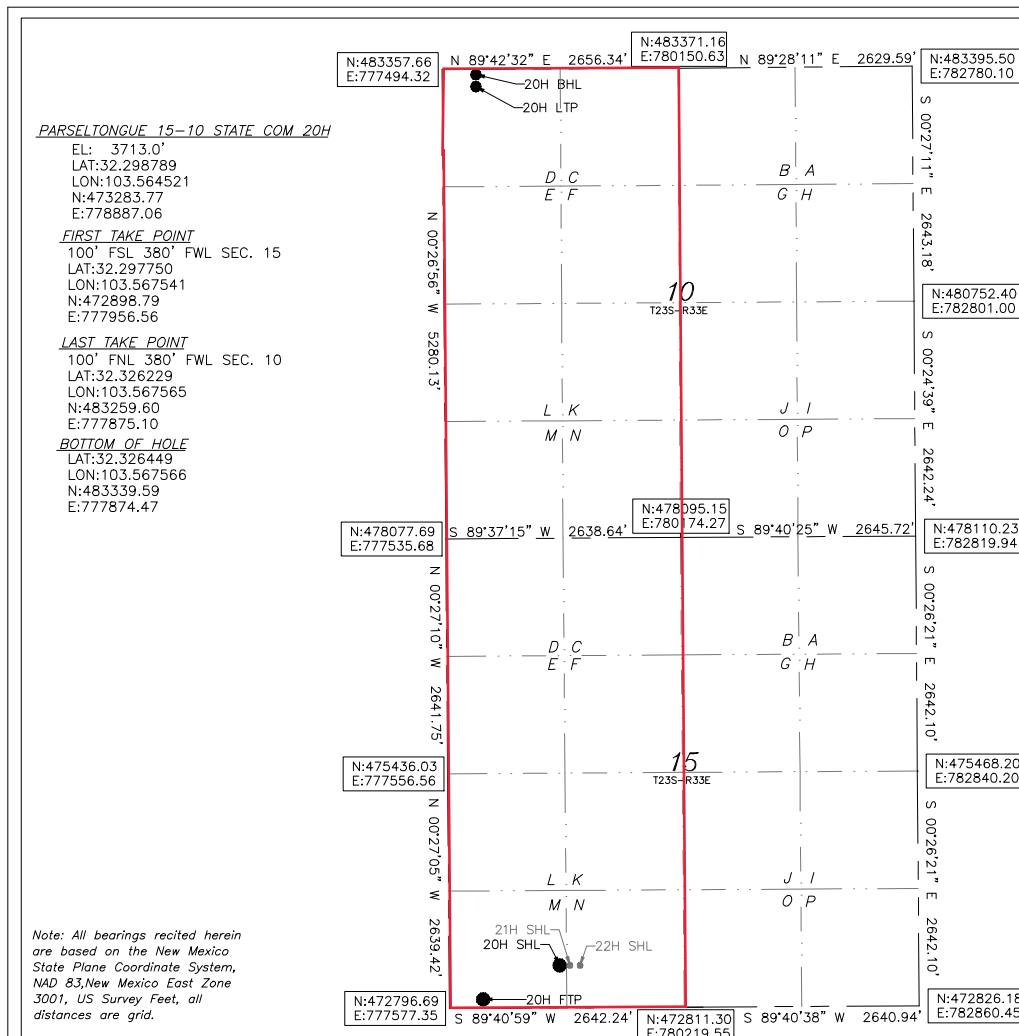 N:483357.66
E:777494.32
N 89°42'32" E 2656.34'
N:483371.16
E:780150.63
N 89°28'11" E 2629.59'
N:483395.50
E:782780.10
20H BHL
20H LTP
PARSELTONGUE 15-10 STATE COM 20H
EL: 3713.0'
LAT:32.298789
LON:103.564521
N:473283.77
E:778887.06
FIRST TAKE POINT
100' FSL 380' FWL SEC. 15
LAT:32.297750
LON:103.567541
N:472898.79
E:777956.56
LAST TAKE POINT
100' FNL 380' FWL SEC. 10
LAT:32.326229
LON:103.567565
N:483259.60
E:777875.10
BOTTOM OF HOLE
LAT:32.326449
LON:103.567566
N:483339.59
E:777874.47
S 00°27'11" E 2643.18'
D C
E F
B A
G H
N 00°26'56" W 5280.13'
10
T23S-R33E
N:480752.40
E:782801.00
S 00°24'39" E 2642.24'
L K
M N
J I
O P
N:478077.69
E:777535.68
S 89°37'15" W 2638.64'
N:478095.15
E:780174.27
S 89°40'25" W 2645.72'
N:478110.23
E:782819.94
N 00°27'10" W 2641.75'
S 00°26'21" E 2642.10'
D C
E F
B A
G H
N:475436.03
E:777556.56
15
T23S-R33E
N:475468.20
E:782840.20
N 00°27'05" W 2639.42'
S 00°26'21" E 2642.10'
L K
M N
J I
O P
21H SHL
20H SHL
22H SHL
20H FTP
Note: All bearings recited herein
are based on the New Mexico
State Plane Coordinate System,
NAD 83,New Mexico East Zone
3001, US Survey Feet, all
distances are grid.
N:472796.69
E:777577.35
S 89°40'59" W 2642.24'
N:472811.30
E:780219.55
S 89°40'38" W 2640.94'
N:472826.18
E:782860.45